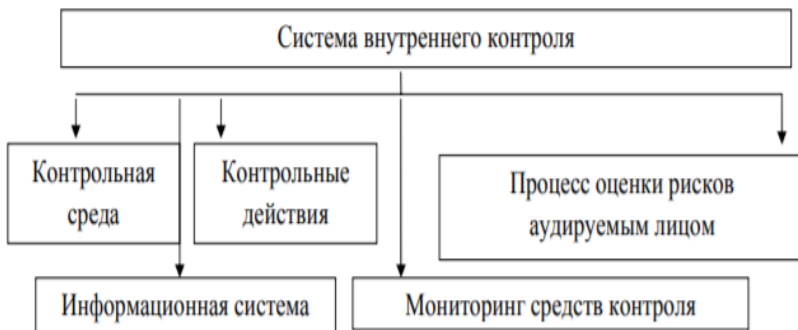 Система внутреннего контроля
Контрольная
среда
Контрольные
действия
Процесс оценки рисков
аудируемым лицом
Информационная система
Мониторинг средств контроля